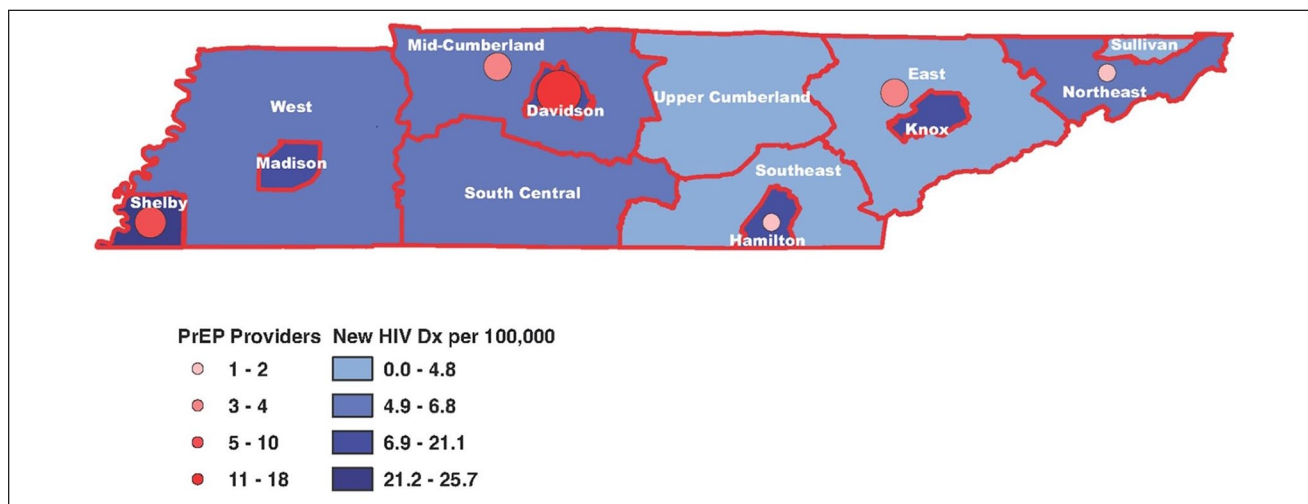 Mid-Cumberland
Sullivan
West
East
Upper Cumberland
Northeast
Davidson
Knox
Madison
Southeast
South Central
Shelby
Hamilton
PrEP Providers New HIV Dx per 100,000
1 - 2 0.0 - 4.8
3 - 4 4.9 - 6.8
5 - 10 6.9 - 21.1
11 - 18 21.2 - 25.7